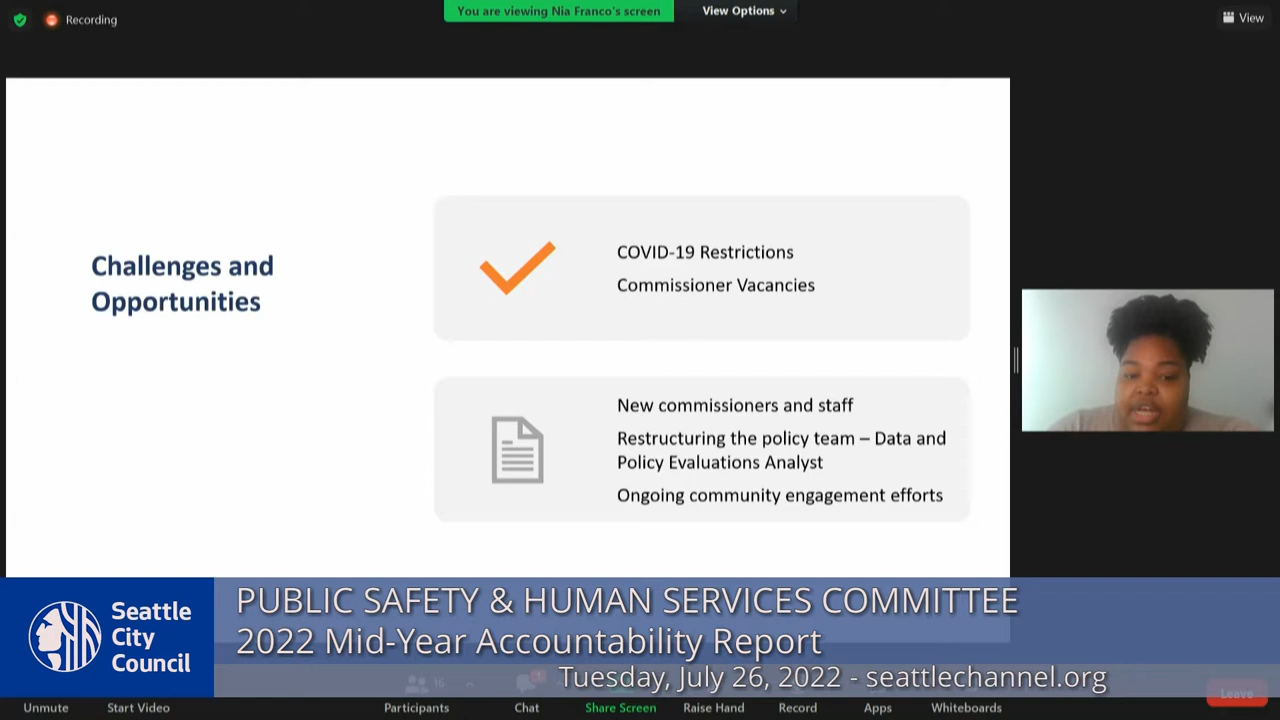 Recording
You are viewing Nia Franco's screen
View Options
View
Challenges and
Opportunities
COVID-19 Restrictions
Commissioner Vacancies
New commissioners and staff
Restructuring the policy team – Data and
Policy Evaluations Analyst
Ongoing community engagement efforts
Seattle
City
Council
PUBLIC SAFETY & HUMAN SERVICES COMMITTEE
2022 Mid-Year Accountability Report
Tuesday, July 26, 2022 - seattlechannel.org
16
1
Leave
Unmute
Start Video
Participants
Chat
Share Screen
Raise Hand
Record
Apps
Whiteboards